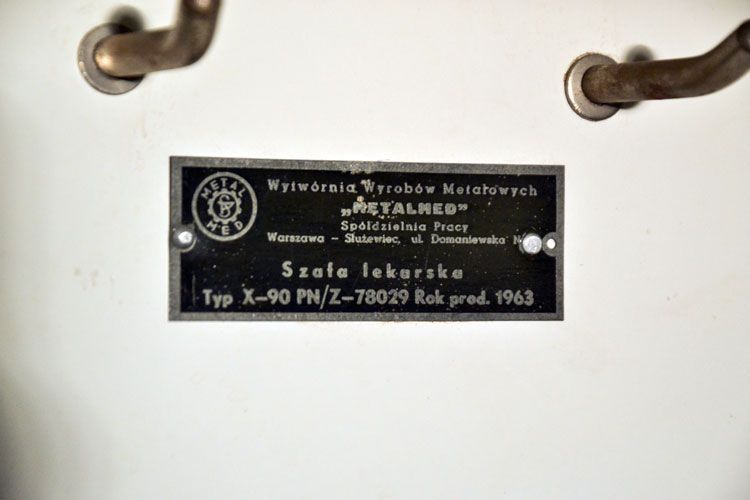 METAL
MED
Wytwórnia Wyrobów Metalowych
„METALMED”
Spółdzielnia Pracy
Warszawa – Służewiec, ul. Domaniewska
Szafa lekarska
Typ X-90 PN/Z-78029 Rok prod. 1963